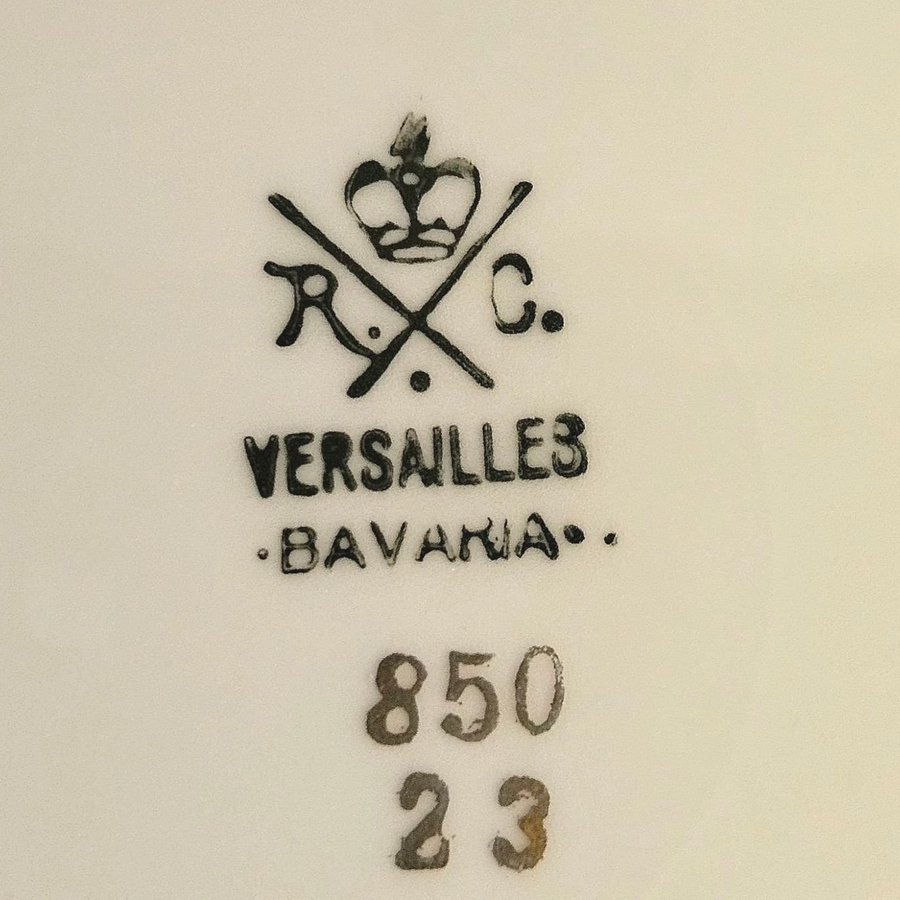 R. C.
VERSAILLES
·BAVARIA··
850
23